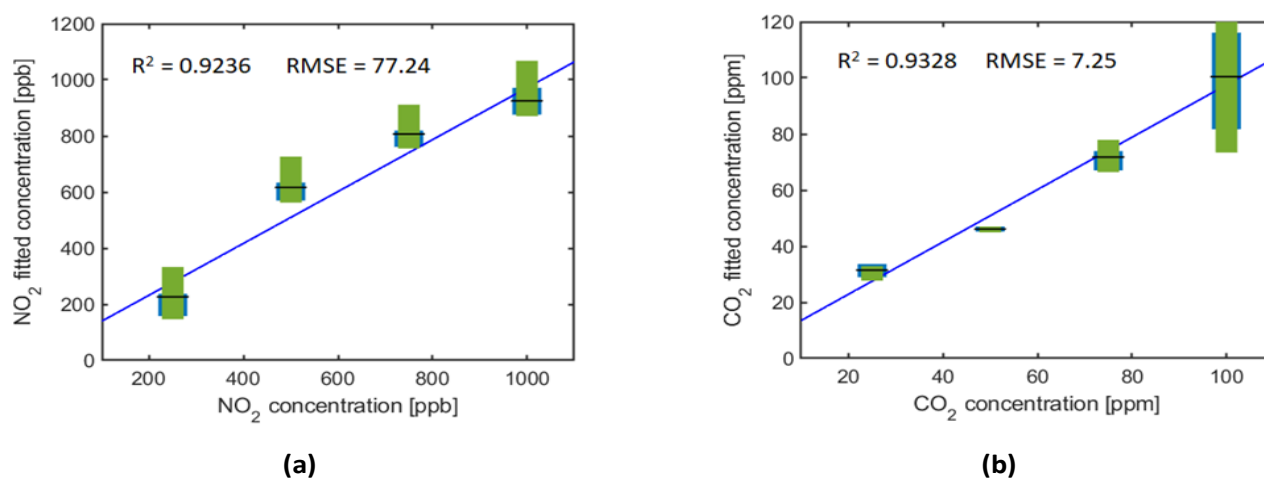 1200
1000
800
600
400
200
0
R² = 0.9236 RMSE = 77.24
NO₂ fitted concentration [ppb]
200 400 600 800 1000
NO₂ concentration [ppb]
(a)
120
100
80
60
40
20
0
R² = 0.9328 RMSE = 7.25
CO₂ fitted concentration [ppm]
20 40 60 80 100
CO₂ concentration [ppm]
(b)